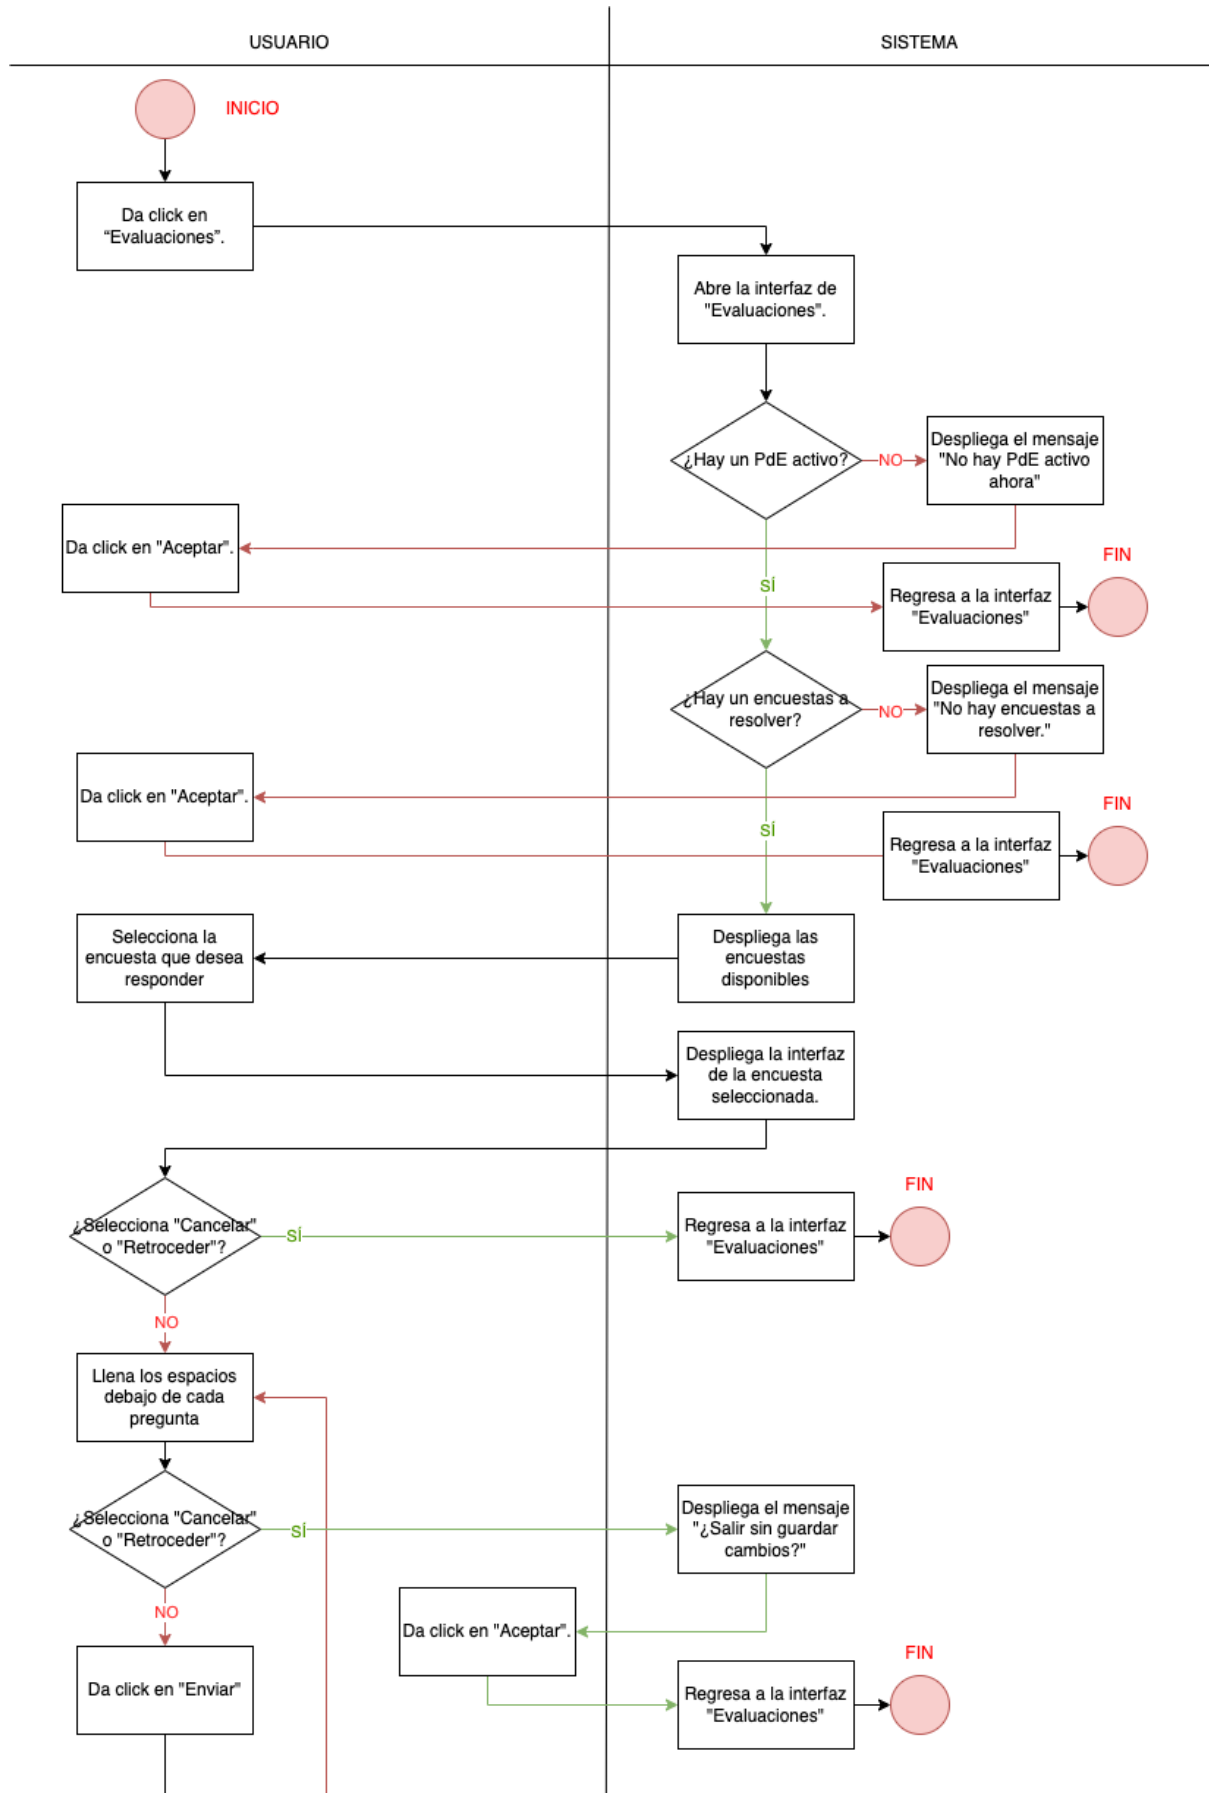 USUARIO
SISTEMA
INICIO
Da click en
“Evaluaciones”.
Abre la interfaz de
"Evaluaciones".
¿Hay un PdE activo?
NO
Despliega el mensaje
"No hay PdE activo
ahora"
Da click en "Aceptar".
SÍ
FIN
Regresa a la interfaz
"Evaluaciones"
¿Hay un encuestas a
resolver?
NO
Despliega el mensaje
"No hay encuestas a
resolver."
Da click en "Aceptar".
SÍ
FIN
Regresa a la interfaz
"Evaluaciones"
Selecciona la
encuesta que desea
responder
Despliega las
encuestas
disponibles
Despliega la interfaz
de la encuesta
seleccionada.
¿Selecciona "Cancelar"
o "Retroceder"?
SÍ
Regresa a la interfaz
"Evaluaciones"
FIN
NO
Llena los espacios
debajo de cada
pregunta
¿Selecciona "Cancelar"
o "Retroceder"?
SÍ
Despliega el mensaje
"¿Salir sin guardar
cambios?"
NO
Da click en "Aceptar".
Da click en "Enviar"
Regresa a la interfaz
"Evaluaciones"
FIN